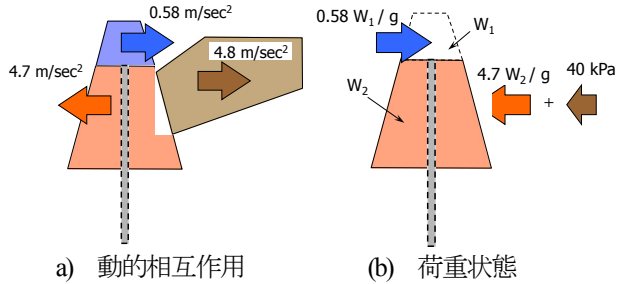 0.58 m/sec²
4.8 m/sec²
4.7 m/sec²
a) 動的相互作用
0.58 W₁ / g
W₁
4.7 W₂ / g
40 kPa
+
W₂
(b) 荷重状態